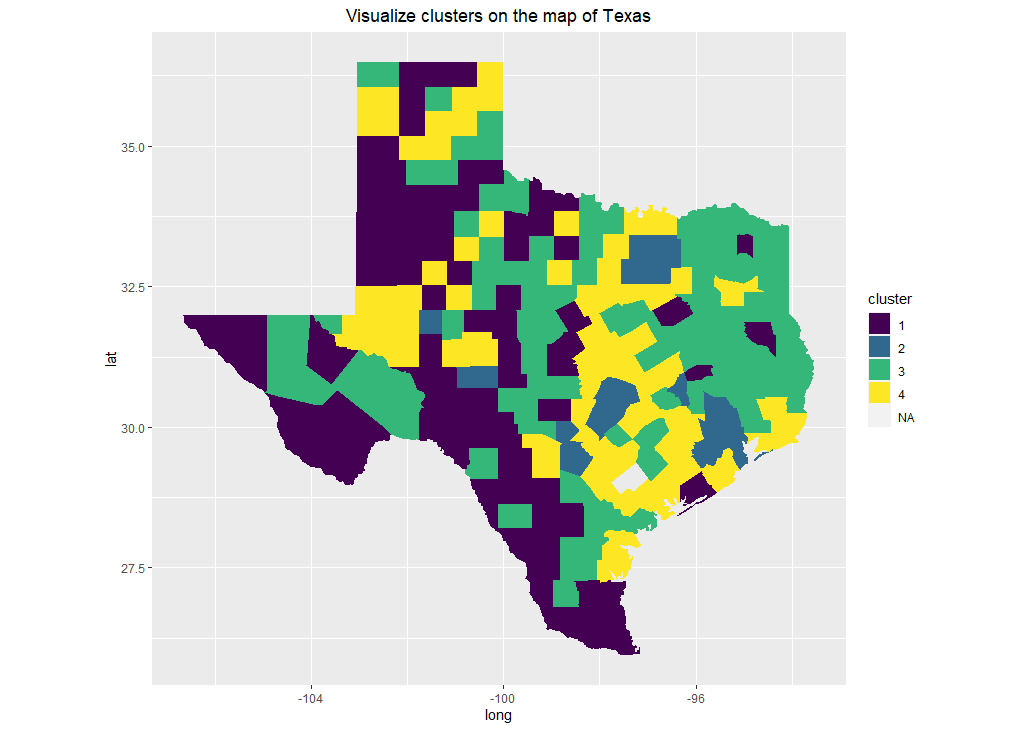 Visualize clusters on the map of Texas
35.0
32.5
30.0
27.5
lat
-104
-100
-96
long
cluster
1
2
3
4
NA